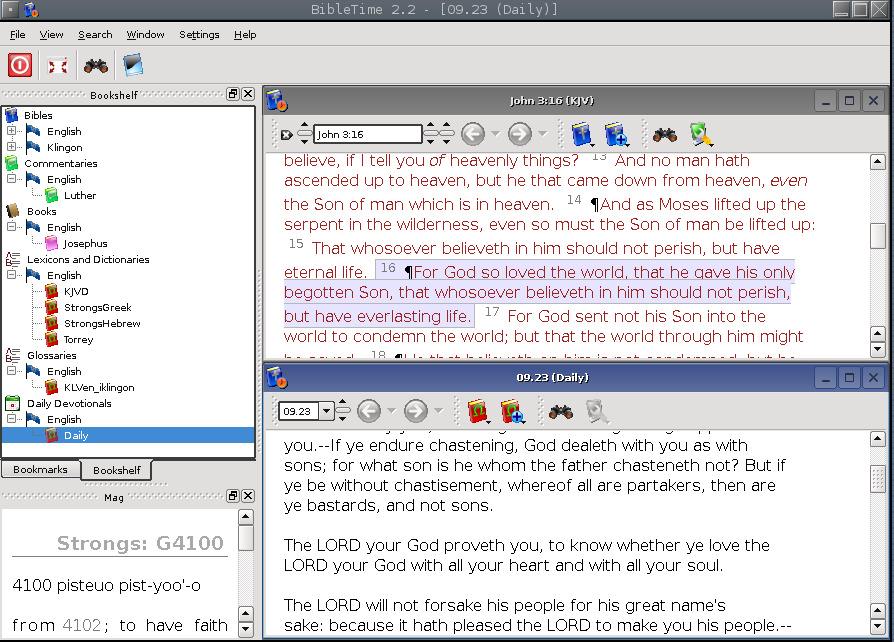 BibleTime 2.2 - [09.23 (Daily)]
File View Search Window Settings Help
Bookshelf
Bibles
English
Klingon
Commentaries
English
Luther
Books
English
Josephus
Lexicons and Dictionaries
English
KJVD
StrongsGreek
StrongsHebrew
Torrey
Glossaries
English
KLVen_iklingon
Daily Devotionals
English
Daily
Bookmarks Bookshelf
Mag
Strongs: G4100
4100 pisteuo pist-yoo'-o
from 4102; to have faith
John 3:16 (KJV)
John 3:16
believe, if I tell you of heavenly things? 13 And no man hath
ascended up to heaven, but he that came down from heaven, even
the Son of man which is in heaven. 14 ¶And as Moses lifted up the
serpent in the wilderness, even so must the Son of man be lifted up:
15 That whosoever believeth in him should not perish, but have
eternal life. 16 ¶For God so loved the world, that he gave his only
begotten Son, that whosoever believeth in him should not perish,
but have everlasting life. 17 For God sent not his Son into the
world to condemn the world; but that the world through him might
be saved. 18 ¶He that believeth on him is not condemned: but he
09.23 (Daily)
09.23
you.--If ye endure chastening, God dealeth with you as with
sons; for what son is he whom the father chasteneth not? But if
ye be without chastisement, whereof all are partakers, then are
ye bastards, and not sons.
The LORD your God proveth you, to know whether ye love the
LORD your God with all your heart and with all your soul.
The LORD will not forsake his people for his great name's
sake: because it hath pleased the LORD to make you his people.--